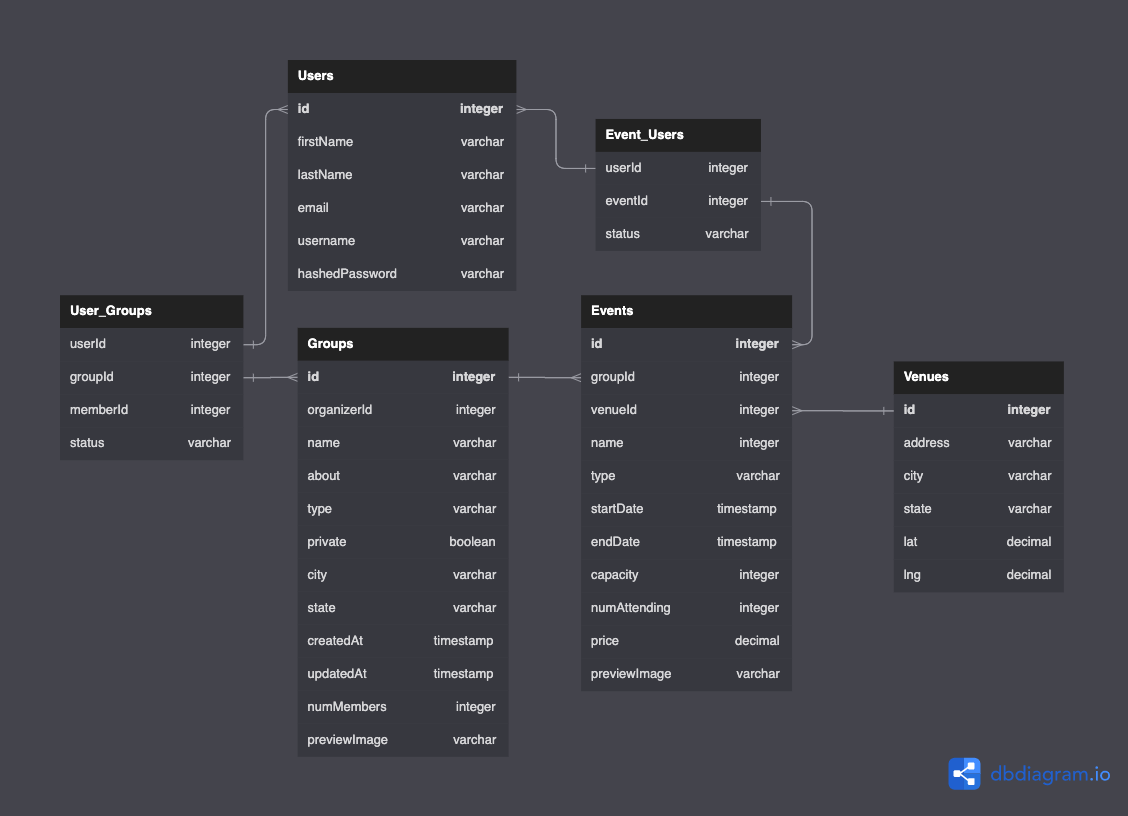 Users
id integer
firstName varchar
lastName varchar
email varchar
username varchar
hashedPassword varchar
Event_Users
userId integer
eventId integer
status varchar
User_Groups
userId integer
groupId integer
memberId integer
status varchar
Groups
id integer
organizerId integer
name varchar
about varchar
type varchar
private boolean
city varchar
state varchar
createdAt timestamp
updatedAt timestamp
numMembers integer
previewImage varchar
Events
id integer
groupId integer
venueId integer
name integer
type varchar
startDate timestamp
endDate timestamp
capacity integer
numAttending integer
price decimal
previewImage varchar
Venues
id integer
address varchar
city varchar
state varchar
lat decimal
lng decimal
dbdiagram.io